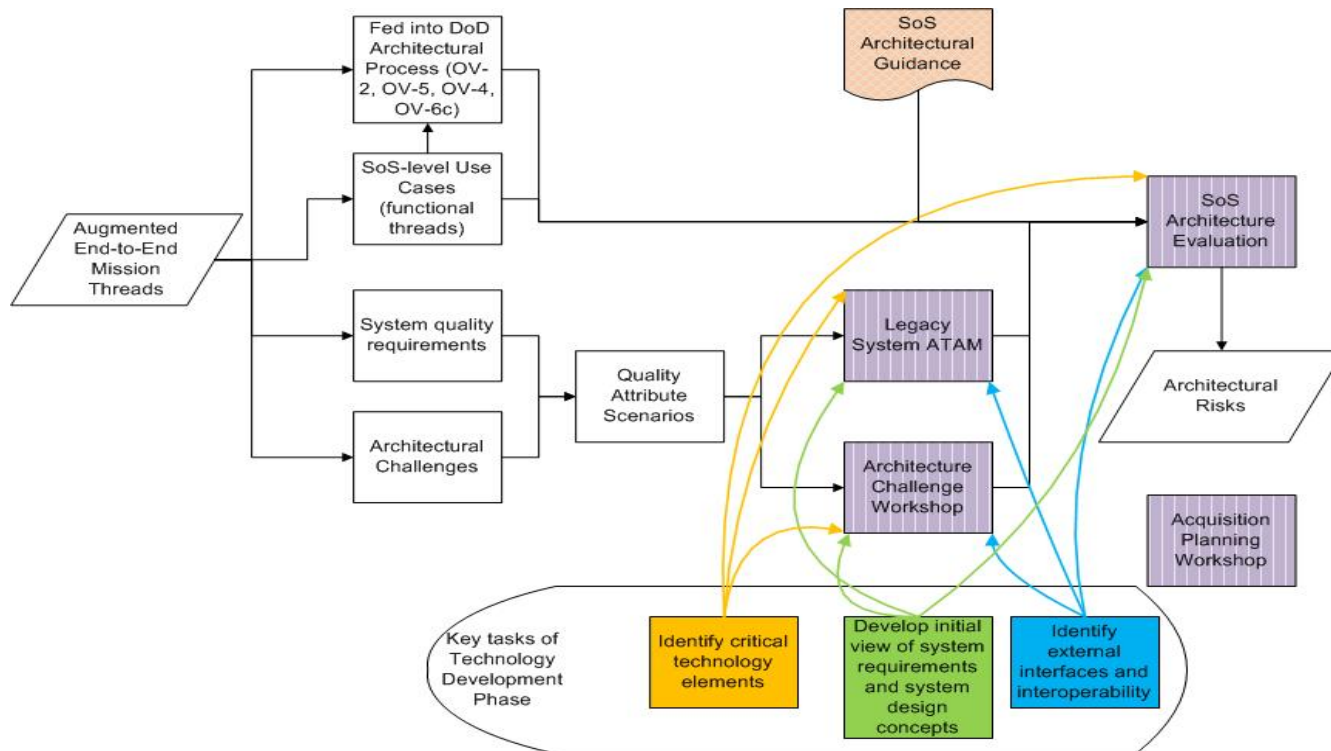 Fed into DoD
Architectural
Process (OV-
2, OV-5, OV-4,
OV-6c)
SoS
Architectural
Guidance
SoS-level Use
Cases
(functional
threads)
SoS
Architecture
Evaluation
Augmented
End-to-End
Mission
Threads
System quality
requirements
Legacy
System ATAM
Quality
Attribute
Scenarios
Architectural
Risks
Architectural
Challenges
Architecture
Challenge
Workshop
Acquisition
Planning
Workshop
Key tasks of
Technology
Development
Phase
Identify critical
technology
elements
Develop initial
view of system
requirements
and system
design
concepts
Identify
external
interfaces and
interoperability